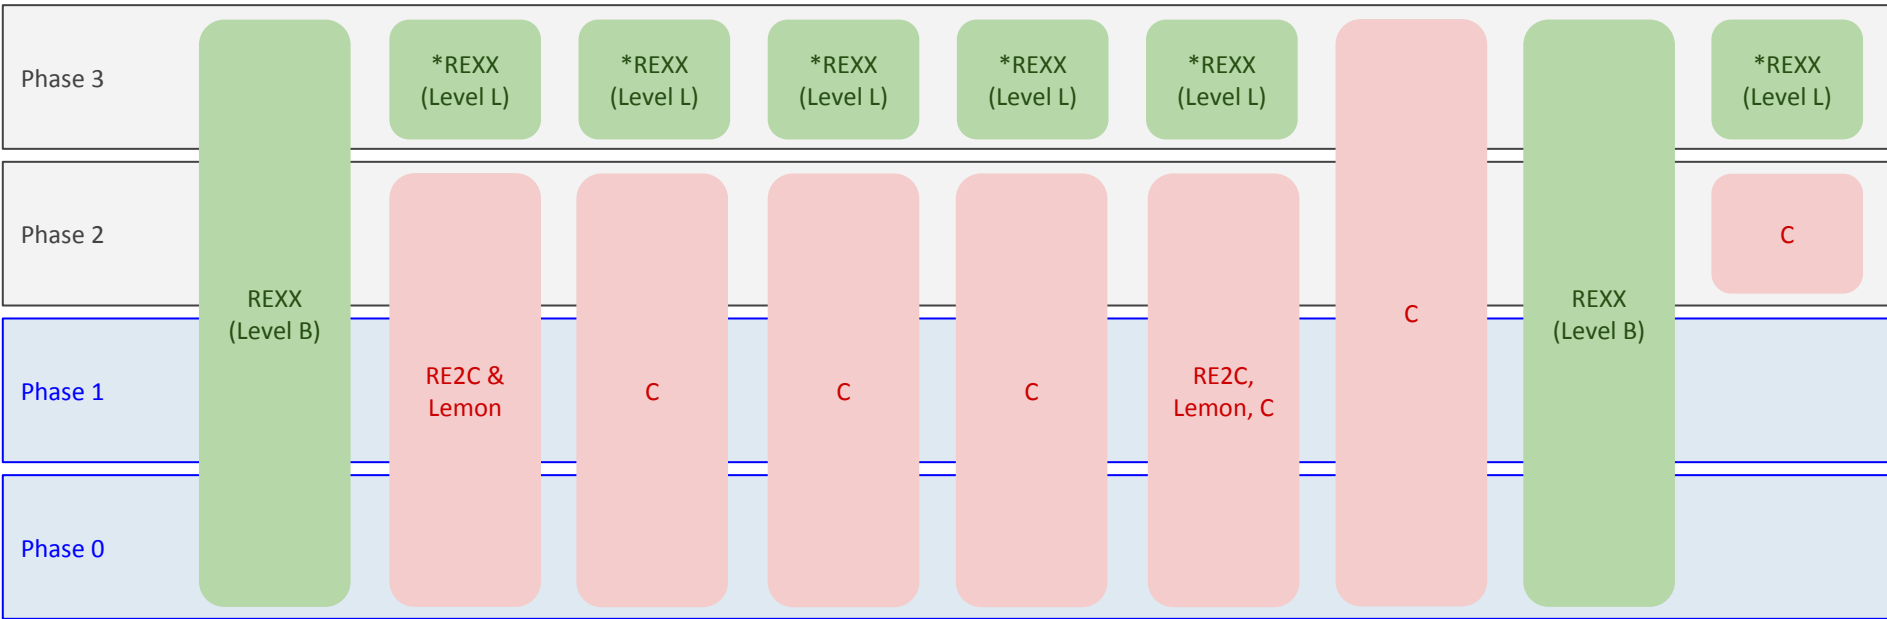 Phase 3
*REXX
(Level L)
*REXX
(Level L)
*REXX
(Level L)
*REXX
(Level L)
*REXX
(Level L)
*REXX
(Level L)
Phase 2
C
REXX
(Level B)
C
REXX
(Level B)
Phase 1
RE2C &
Lemon
C
C
C
RE2C,
Lemon, C
Phase 0